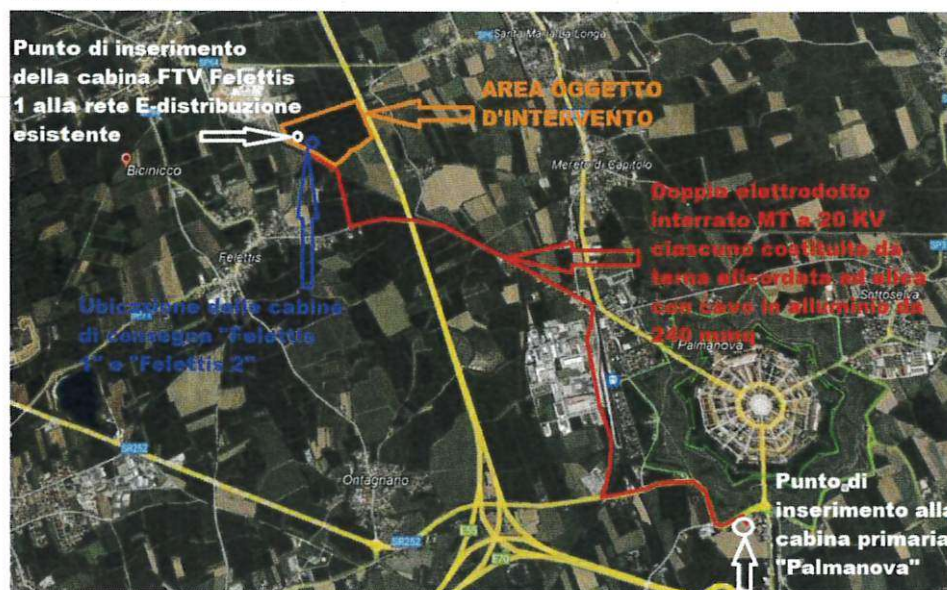 Punto di inserimento
della cabina FTV Felettis
1 alla rete E-distribuzione
esistente
SP64
Santa Maria La Longa
AREA OGGETTO
D'INTERVENTO
Bicinicco
Meretto di Capitolo
Felettis
Doppio elettrodotto
interrato MT a 20 KV
ciascuno costituito da
terna elicordata ad elica
con cavo in alluminio da
240 mmq
Ubicazione delle cabine
di consegna "Felettis
1" e "Felettis 2"
Sottoselva
Palmanova
SR252
Ontagnano
SR252
E55
E70
Punto di
inserimento alla
cabina primaria
"Palmanova"